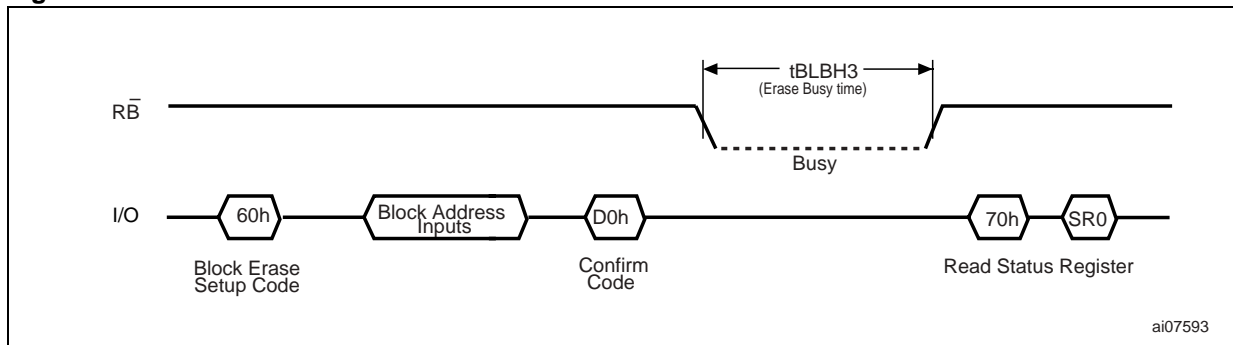 tBLBH3
(Erase Busy time)
RB̅
Busy
I/O
60h
Block Address
Inputs
D0h
70h
SR0
Block Erase
Setup Code
Confirm
Code
Read Status Register
ai07593